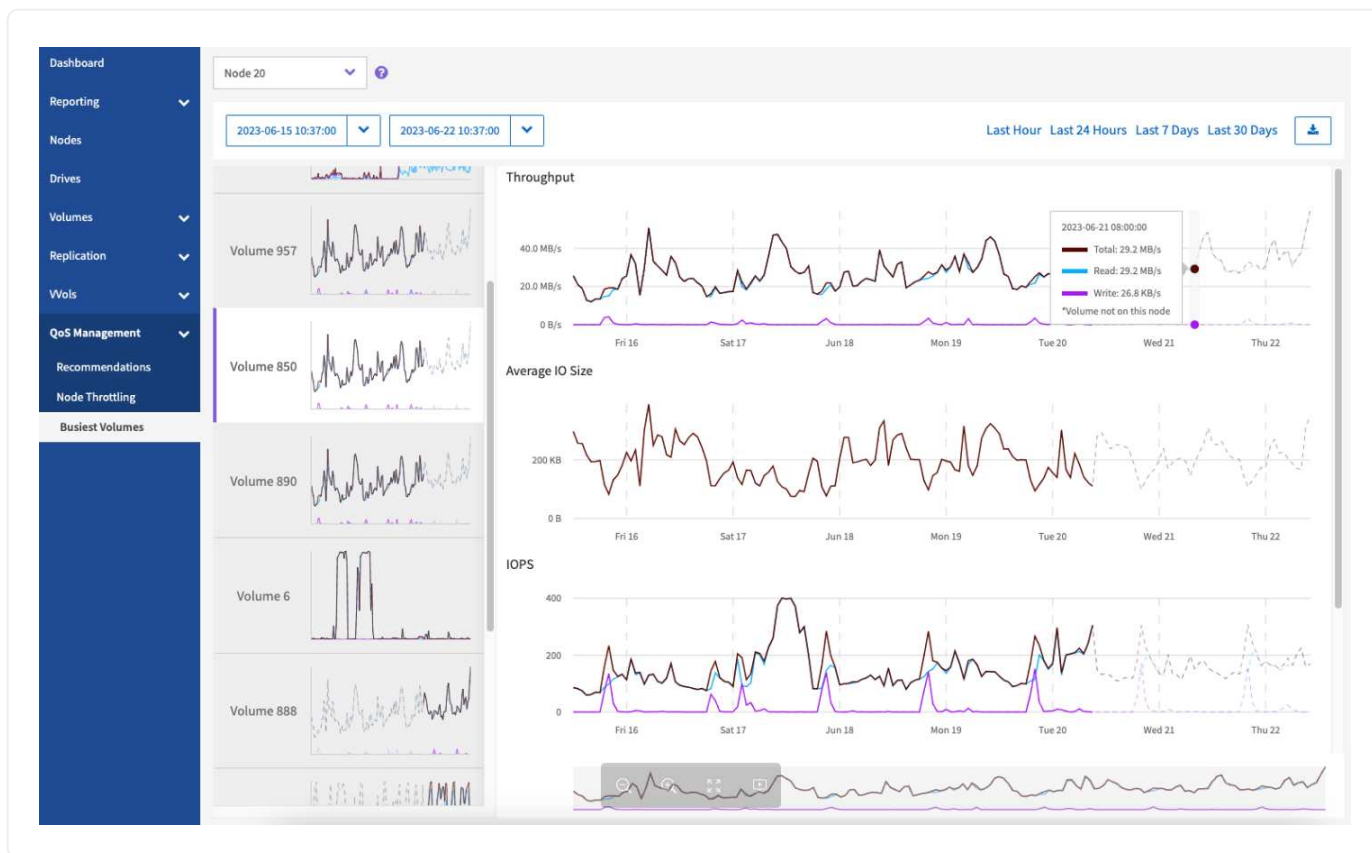 Dashboard
Reporting
Nodes
Drives
Volumes
Replication
VVols
QoS Management
Recommendations
Node Throttling
Busiest Volumes
Node 20
?
2023-06-15 10:37:00
2023-06-22 10:37:00
Last Hour Last 24 Hours Last 7 Days Last 30 Days
Volume 957
Volume 850
Volume 890
Volume 6
Volume 888
Throughput
40.0 MB/s
20.0 MB/s
0 B/s
2023-06-21 08:00:00
Total: 29.2 MB/s
Read: 29.2 MB/s
Write: 26.8 KB/s
*Volume not on this node
Fri 16 Sat 17 Jun 18 Mon 19 Tue 20 Wed 21 Thu 22
Average IO Size
200 KB
0 B
Fri 16 Sat 17 Jun 18 Mon 19 Tue 20 Wed 21 Thu 22
IOPS
400
200
0
Fri 16 Sat 17 Jun 18 Mon 19 Tue 20 Wed 21 Thu 22